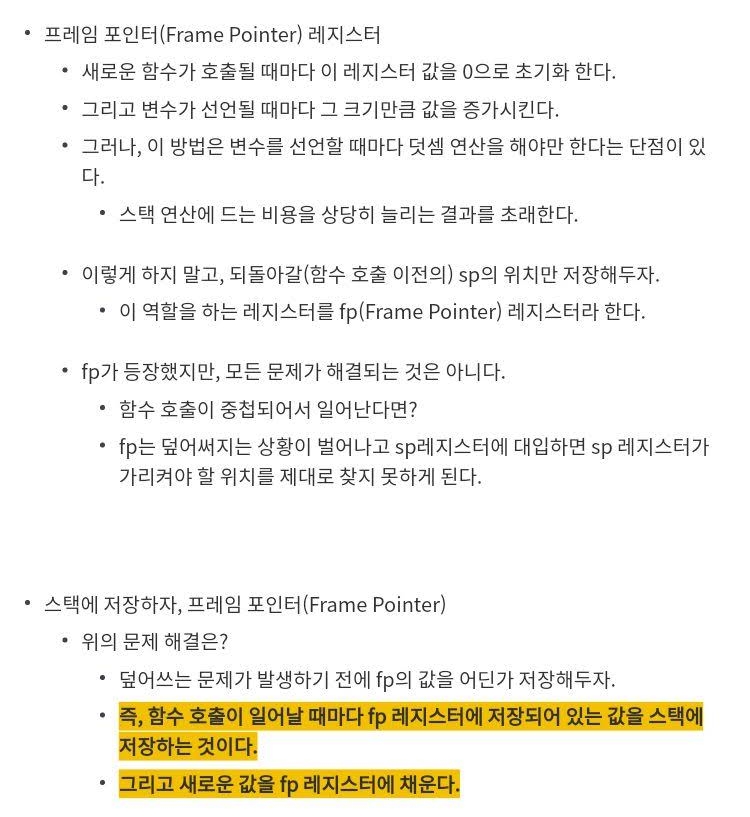 프레임 포인터(Frame Pointer) 레지스터
새로운 함수가 호출될 때마다 이 레지스터 값을 0으로 초기화 한다.
그리고 변수가 선언될 때마다 그 크기만큼 값을 증가시킨다.
그러나, 이 방법은 변수를 선언할 때마다 덧셈 연산을 해야만 한다는 단점이 있
다.
스택 연산에 드는 비용을 상당히 늘리는 결과를 초래한다.
이렇게 하지 말고, 되돌아갈(함수 호출 이전의) sp의 위치만 저장해두자.
이 역할을 하는 레지스터를 fp(Frame Pointer) 레지스터라 한다.
fp가 등장했지만, 모든 문제가 해결되는 것은 아니다.
함수 호출이 중첩되어서 일어난다면?
fp는 덮어써지는 상황이 벌어나고 sp레지스터에 대입하면 sp 레지스터가
가리켜야 할 위치를 제대로 찾지 못하게 된다.
스택에 저장하자, 프레임 포인터(Frame Pointer)
위의 문제 해결은?
덮어쓰는 문제가 발생하기 전에 fp의 값을 어딘가 저장해두자.
즉, 함수 호출이 일어날 때마다 fp 레지스터에 저장되어 있는 값을 스택에
저장하는 것이다.
그리고 새로운 값을 fp 레지스터에 채운다.